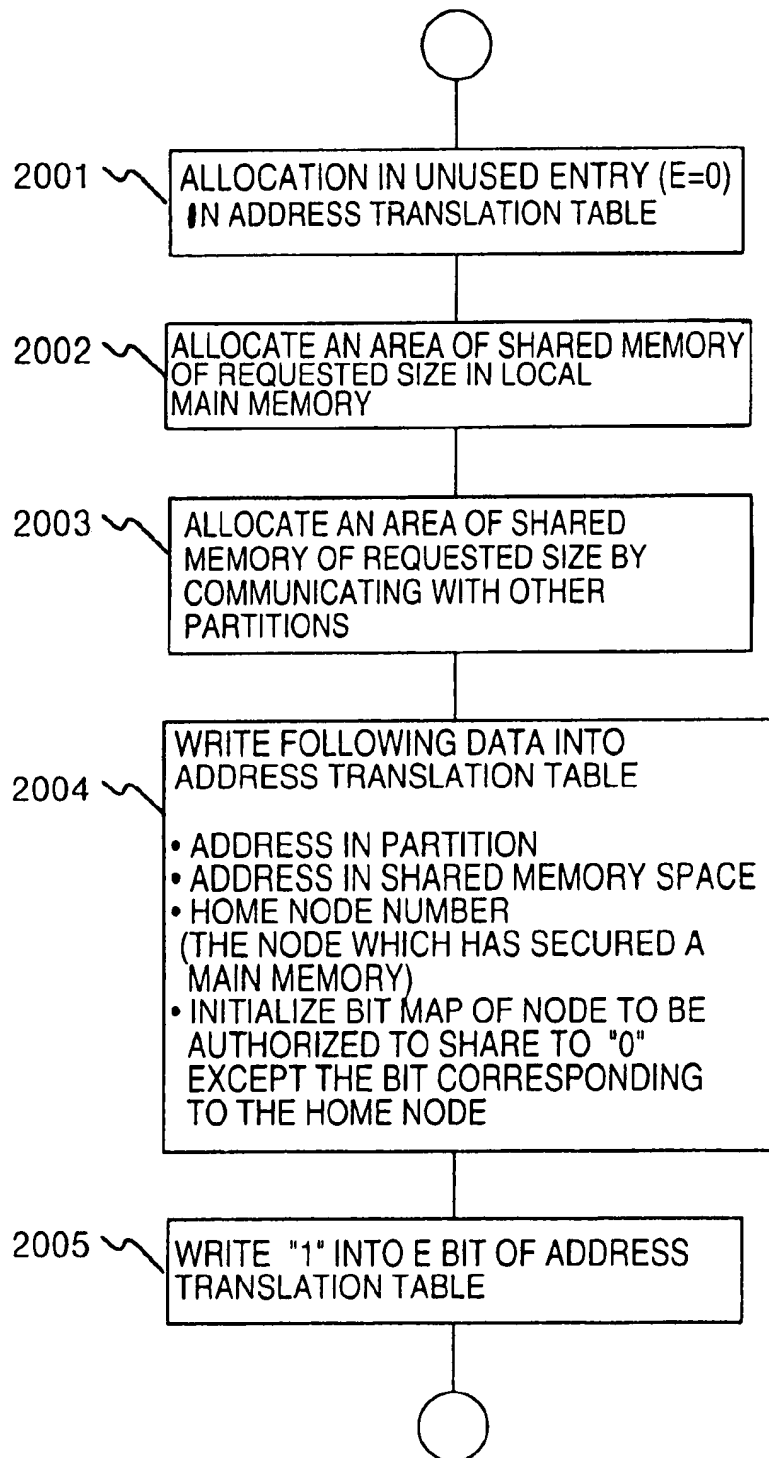 2001
ALLOCATION IN UNUSED ENTRY (E=0)
IN ADDRESS TRANSLATION TABLE
2002
ALLOCATE AN AREA OF SHARED MEMORY
OF REQUESTED SIZE IN LOCAL
MAIN MEMORY
2003
ALLOCATE AN AREA OF SHARED
MEMORY OF REQUESTED SIZE BY
COMMUNICATING WITH OTHER
PARTITIONS
2004
WRITE FOLLOWING DATA INTO
ADDRESS TRANSLATION TABLE
• ADDRESS IN PARTITION
• ADDRESS IN SHARED MEMORY SPACE
• HOME NODE NUMBER
(THE NODE WHICH HAS SECURED A
MAIN MEMORY)
• INITIALIZE BIT MAP OF NODE TO BE
AUTHORIZED TO SHARE TO "0"
EXCEPT THE BIT CORRESPONDING
TO THE HOME NODE
2005
WRITE "1" INTO E BIT OF ADDRESS
TRANSLATION TABLE